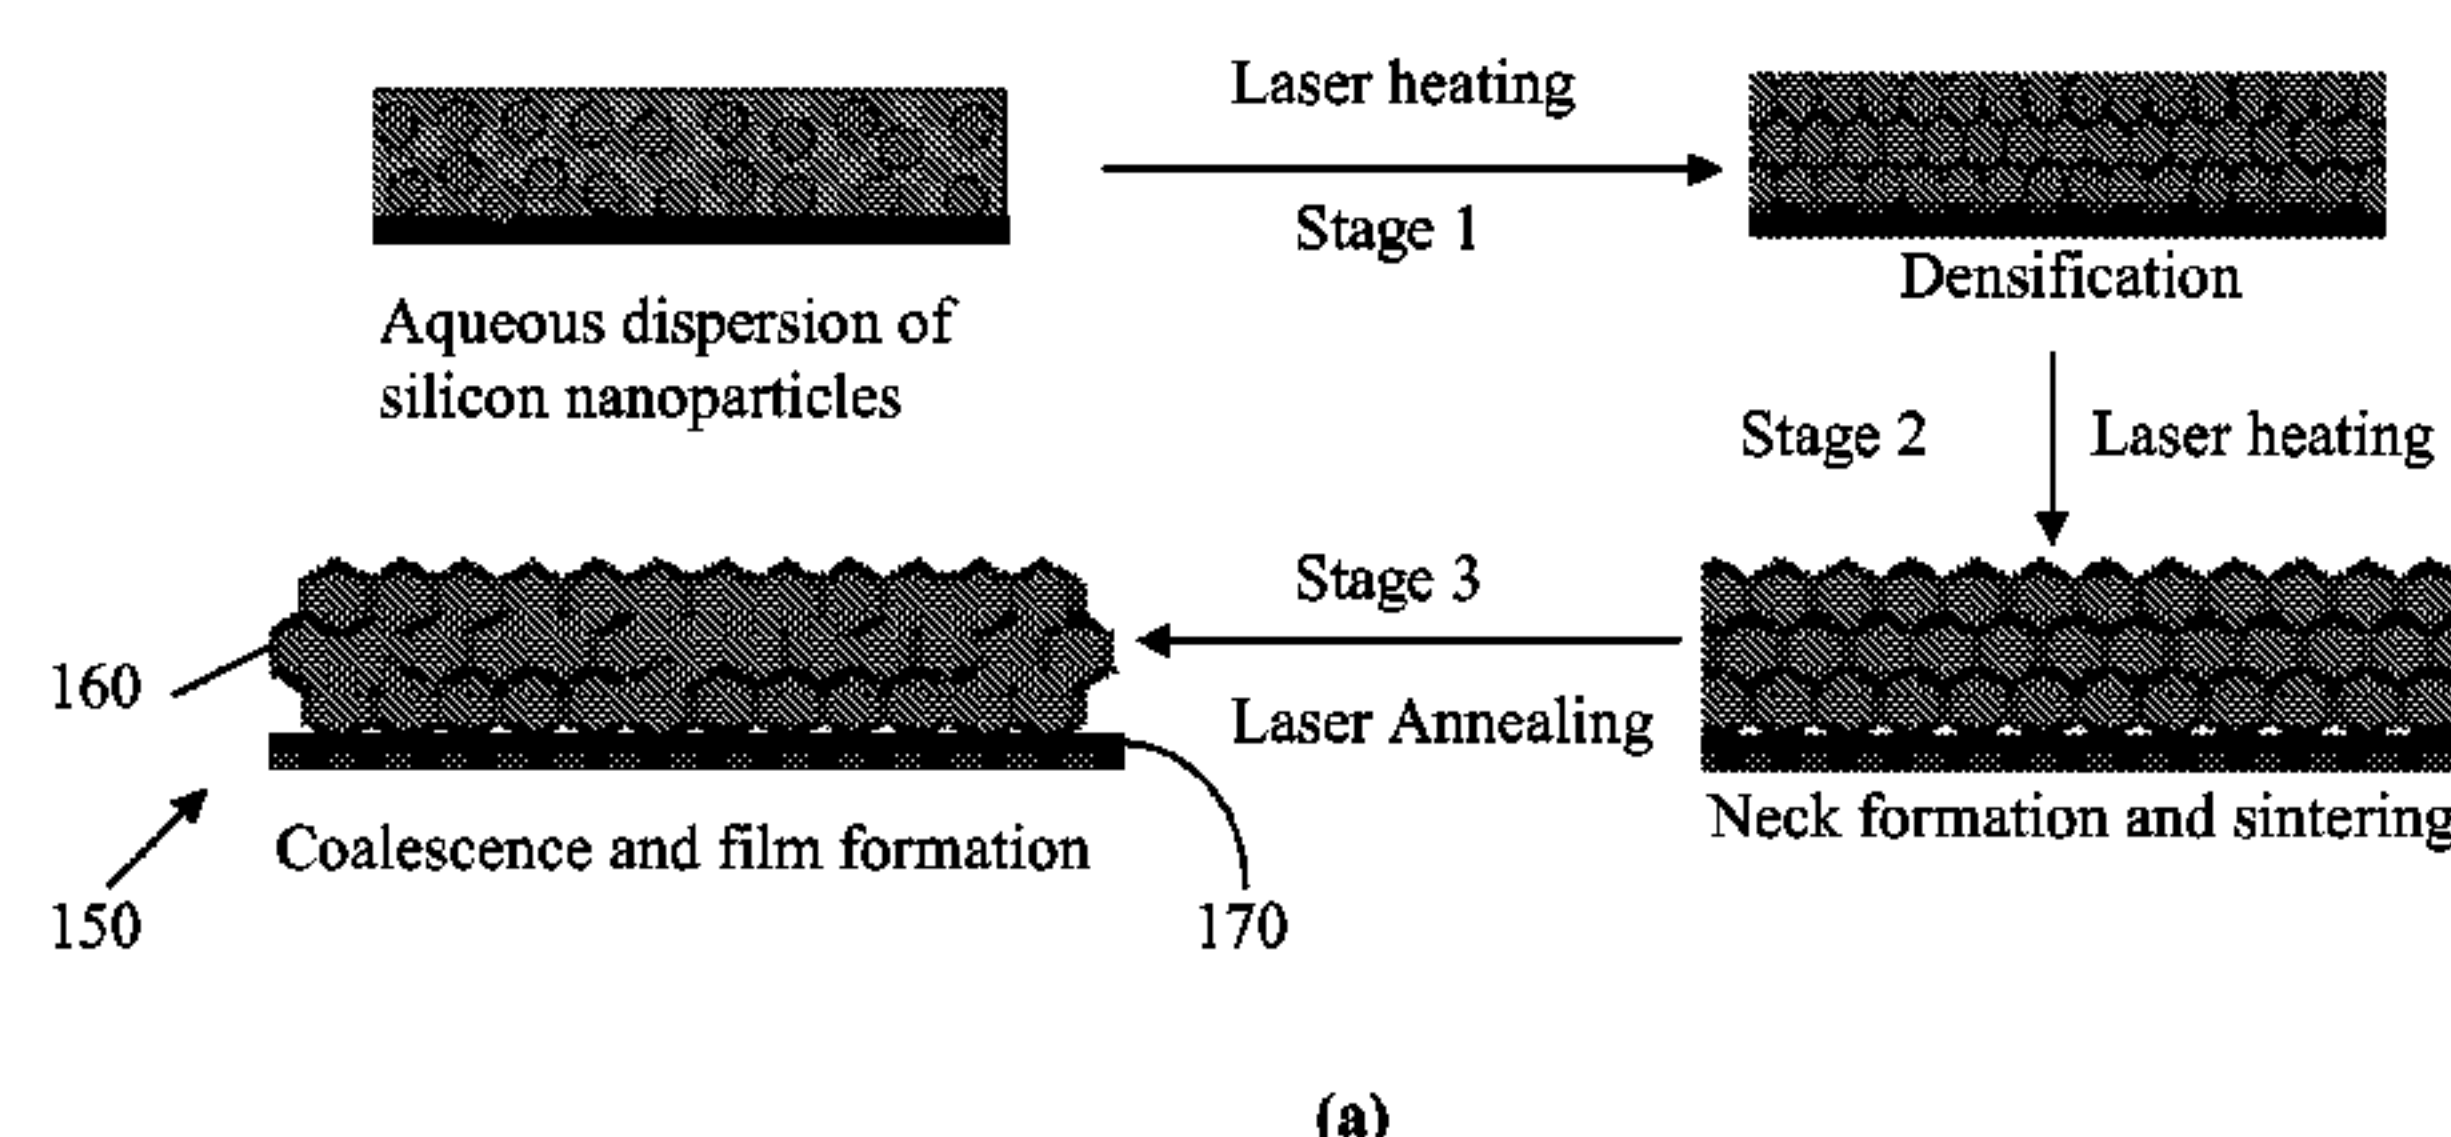 Laser heating
Stage 1
Aqueous dispersion of
silicon nanoparticles
Densification
Stage 2
Laser heating
Stage 3
Laser Annealing
Neck formation and sintering
160
Coalescence and film formation
150
170
(a)